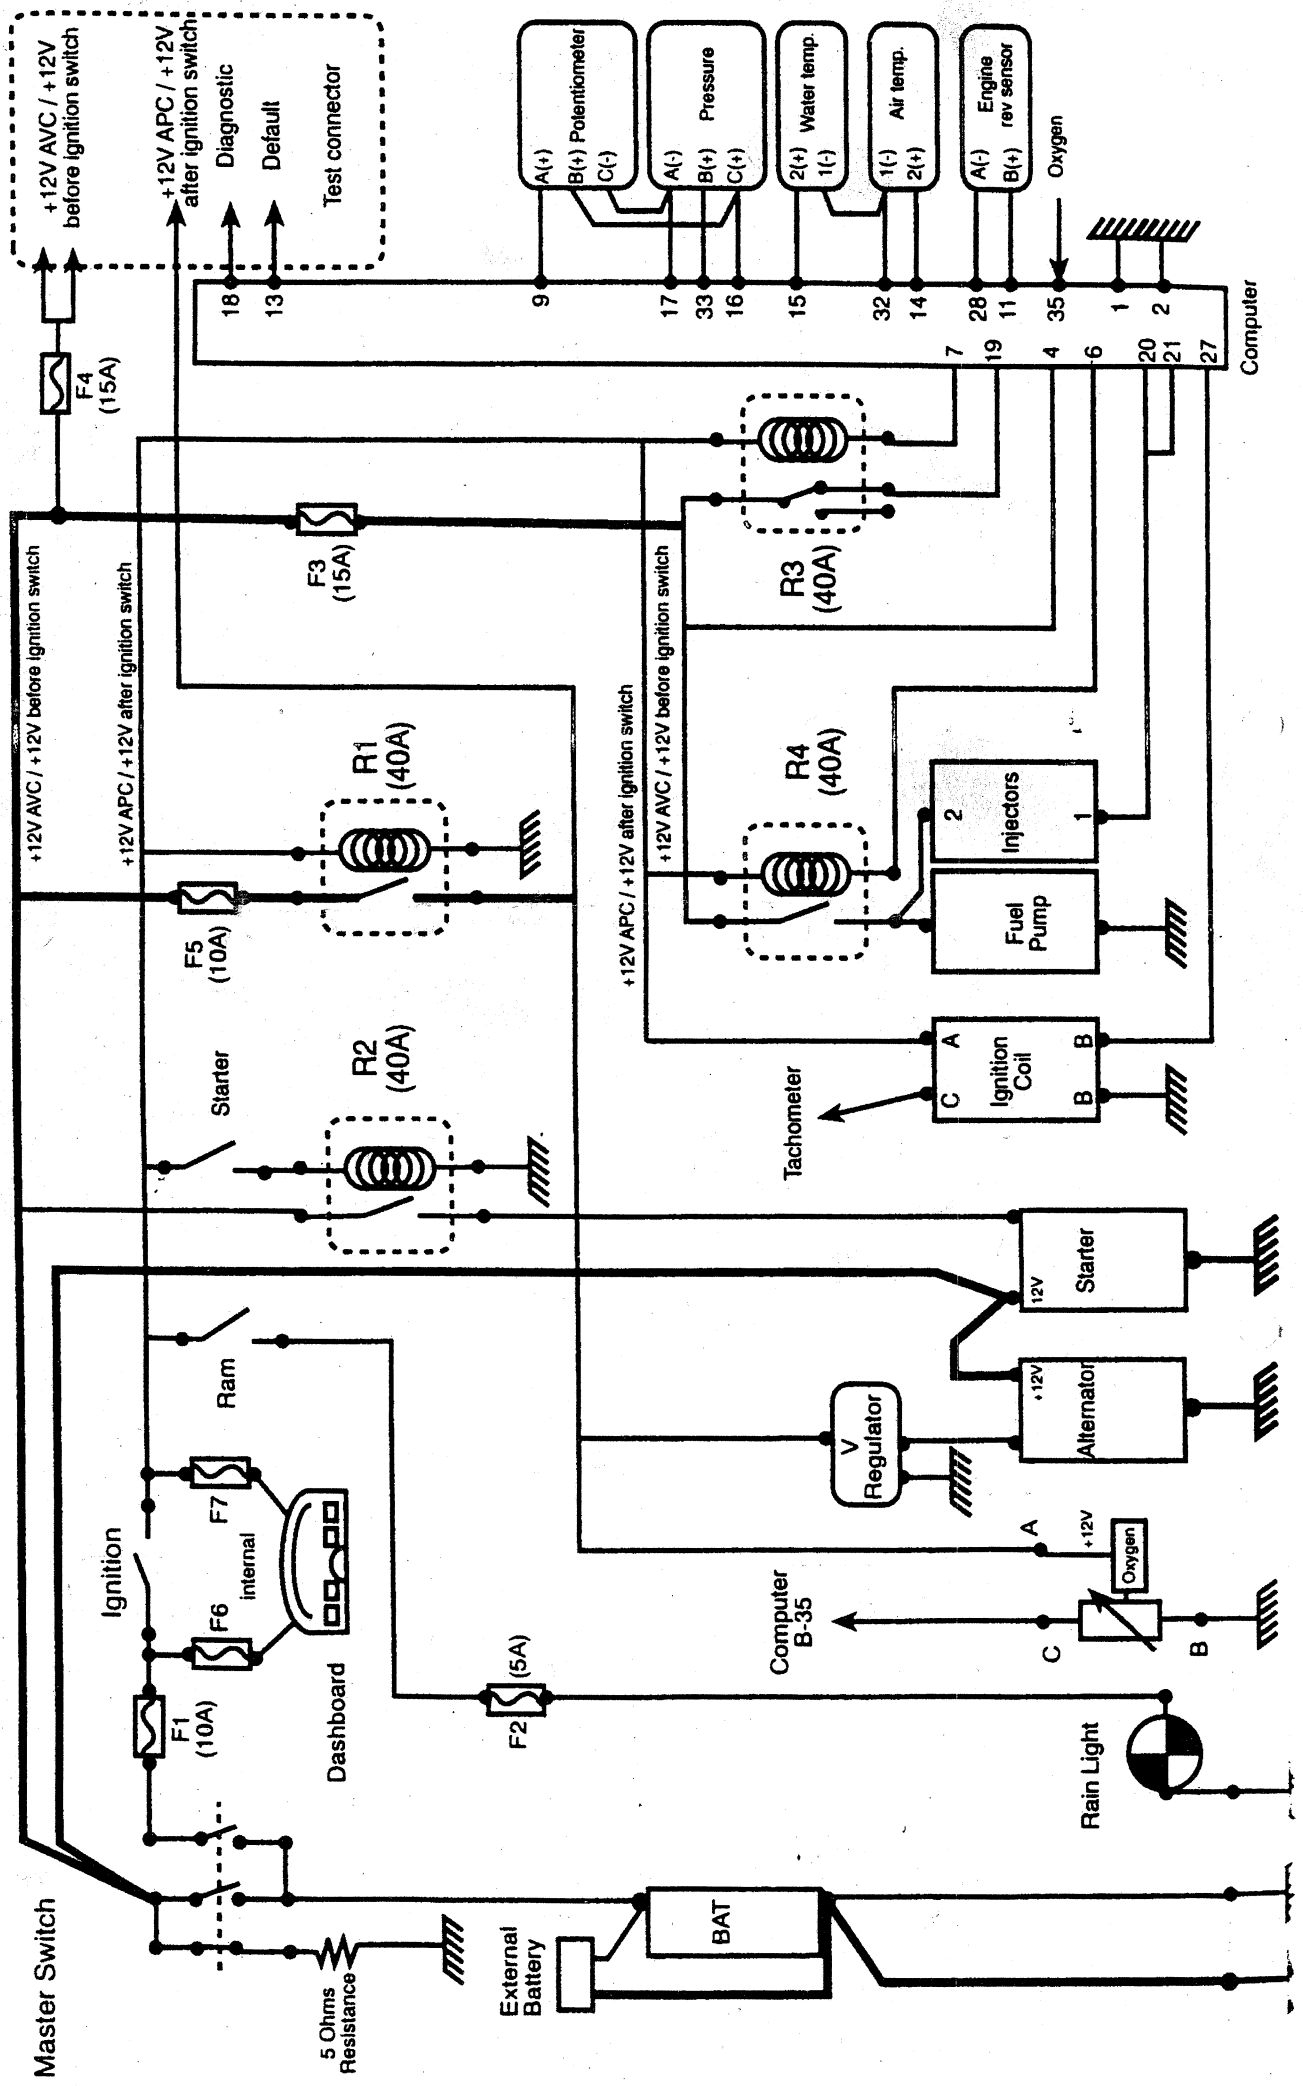 Master Switch
5 Ohms
Resistance
External
Battery
BAT
F1
(10A)
Ignition
F6
internal
F7
Dashboard
Ram
F2
(5A)
Rain Light
Computer
B-35
C
B
A
+12V
Oxygen
V
Regulator
+12V
Alternator
12V
Starter
Starter
R2
(40A)
F5
(10A)
R1
(40A)
+12V AVC / +12V before ignition switch
+12V APC / +12V after ignition switch
F3
(15A)
F4
(15A)
+12V AVC / +12V
before ignition switch
+12V APC / +12V
after ignition switch
Diagnostic
Default
Test connector
Tachometer
C
A
Ignition
Coil
B
B
Fuel
Pump
2
Injectors
1
R4
(40A)
+12V APC / +12V after ignition switch
+12V AVC / +12V before ignition switch
R3
(40A)
18
13
9
17
33
16
15
32
14
28
11
35
1
2
7
19
4
6
20
21
27
Computer
A(+)
B(+)
C(-)
Potentiometer
A(-)
B(+)
C(+)
Pressure
2(+)
1(-)
Water temp.
1(-)
2(+)
Air temp.
A(-)
B(+)
Engine
rev sensor
Oxygen